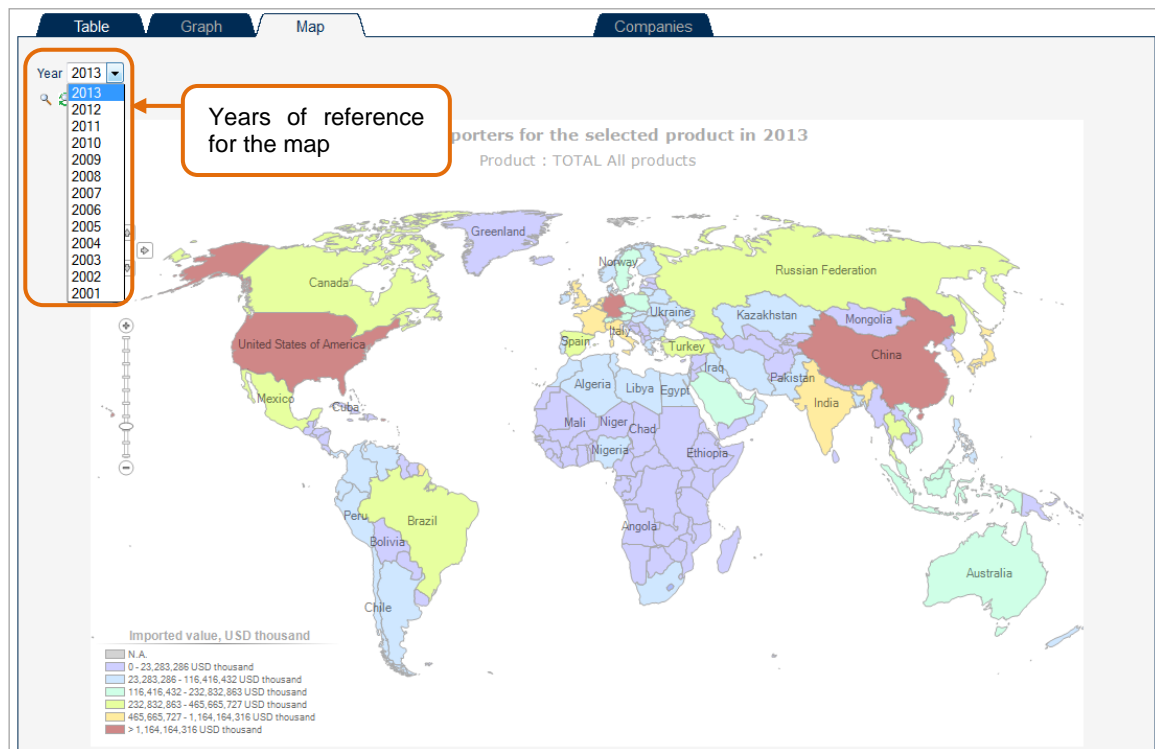 Table Graph Map Companies
Year 2013
2013
2012
2011
2010
2009
2008
2007
2006
2005
2004
2003
2002
2001
Years of reference
for the map
porters for the selected product in 2013
Product : TOTAL All products
Greenland
Norway
Russian Federation
Canada
Ukraine
Kazakhstan
Mongolia
Italy
Spain
Turkey
United States of America
China
Iraq
Pakistan
Algeria
Libya
Egypt
Mexico
Cuba
India
Mali
Niger
Chad
Nigeria
Ethiopia
Peru
Brazil
Angola
Bolivia
Australia
Chile
Imported value, USD thousand
N.A.
0 - 23,283,286 USD thousand
23,283,286 - 116,416,432 USD thousand
116,416,432 - 232,832,863 USD thousand
232,832,863 - 465,665,727 USD thousand
465,665,727 - 1,164,164,316 USD thousand
> 1,164,164,316 USD thousand